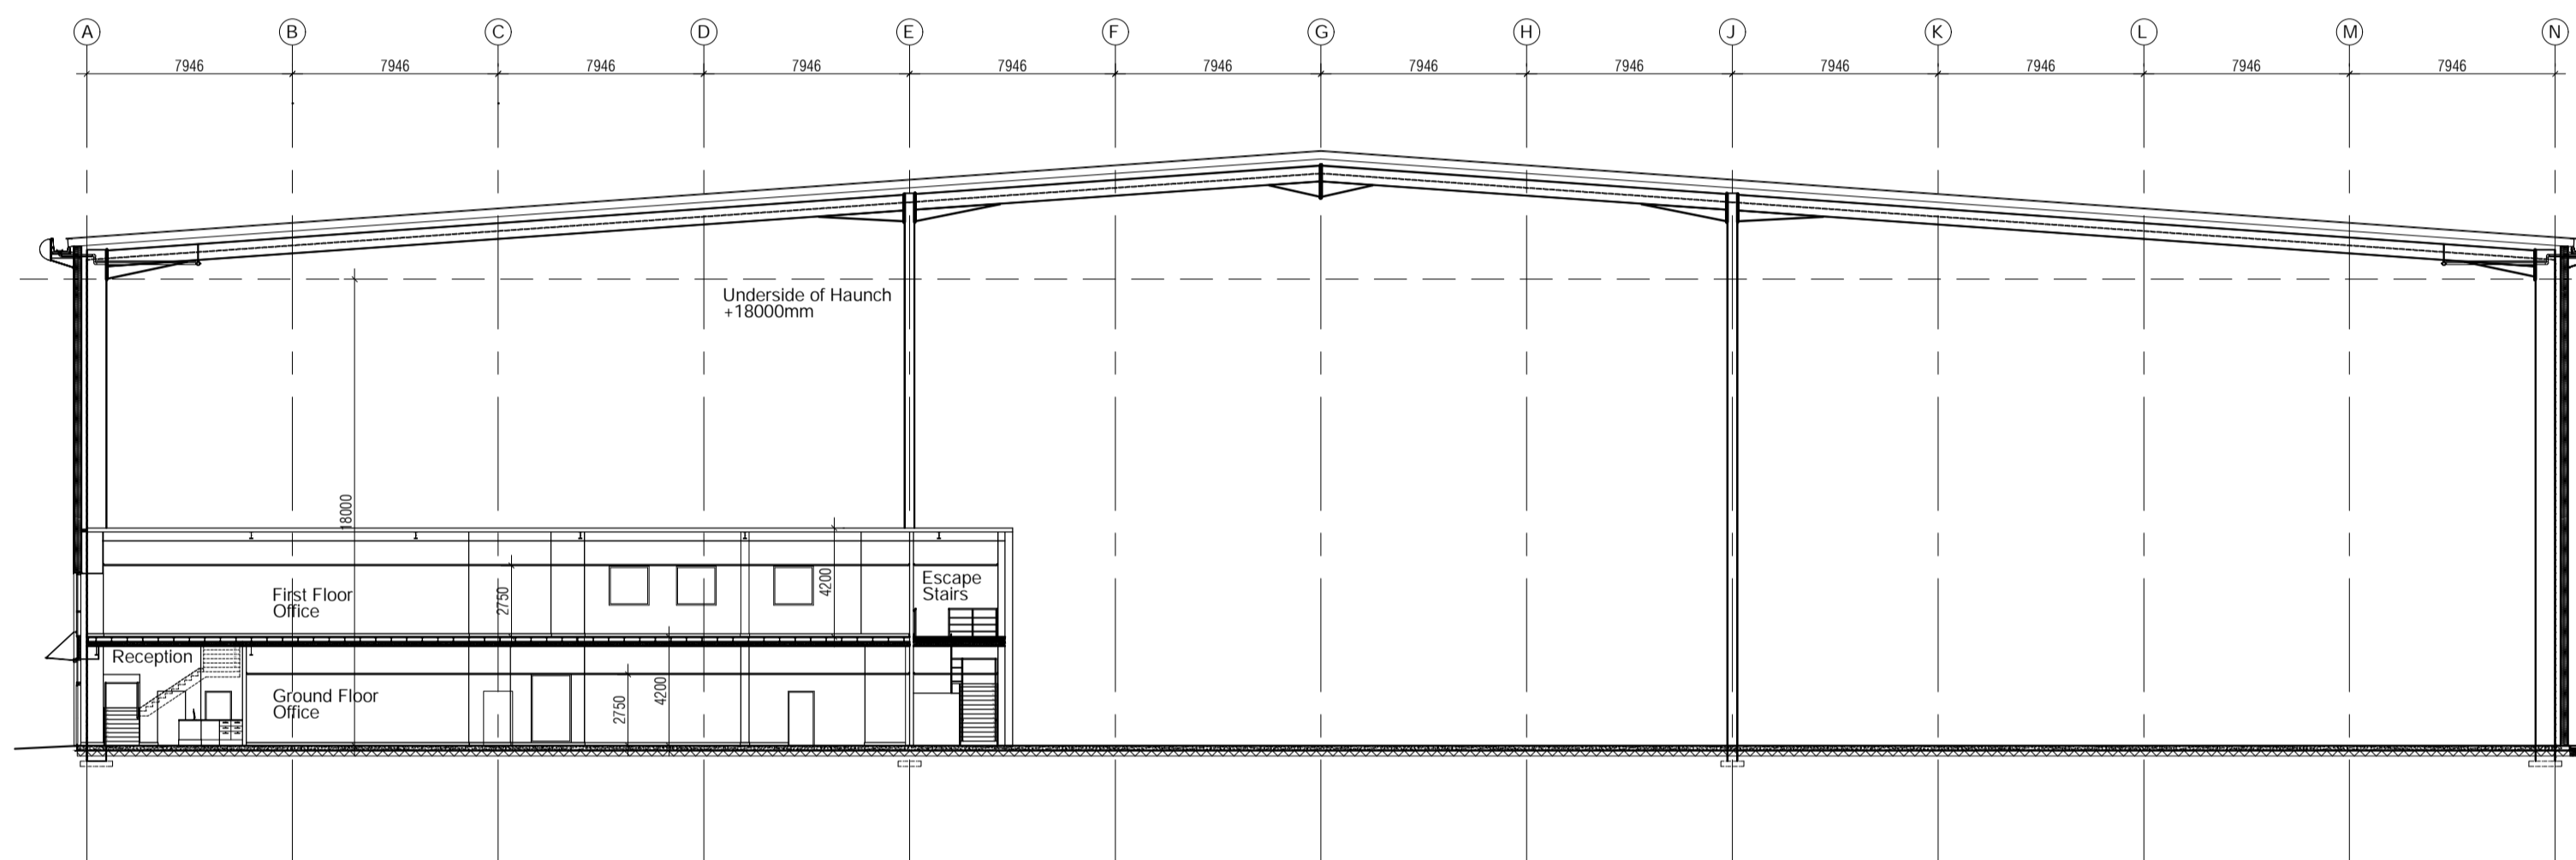 A B C D E F G H J K L M N
7946 7946 7946 7946 7946 7946 7946 7946 7946 7946 7946 7946
Underside of Haunch
+18000mm
18000
First Floor
Office
2750
4200
Escape
Stairs
Reception
Ground Floor
Office
2750
4200